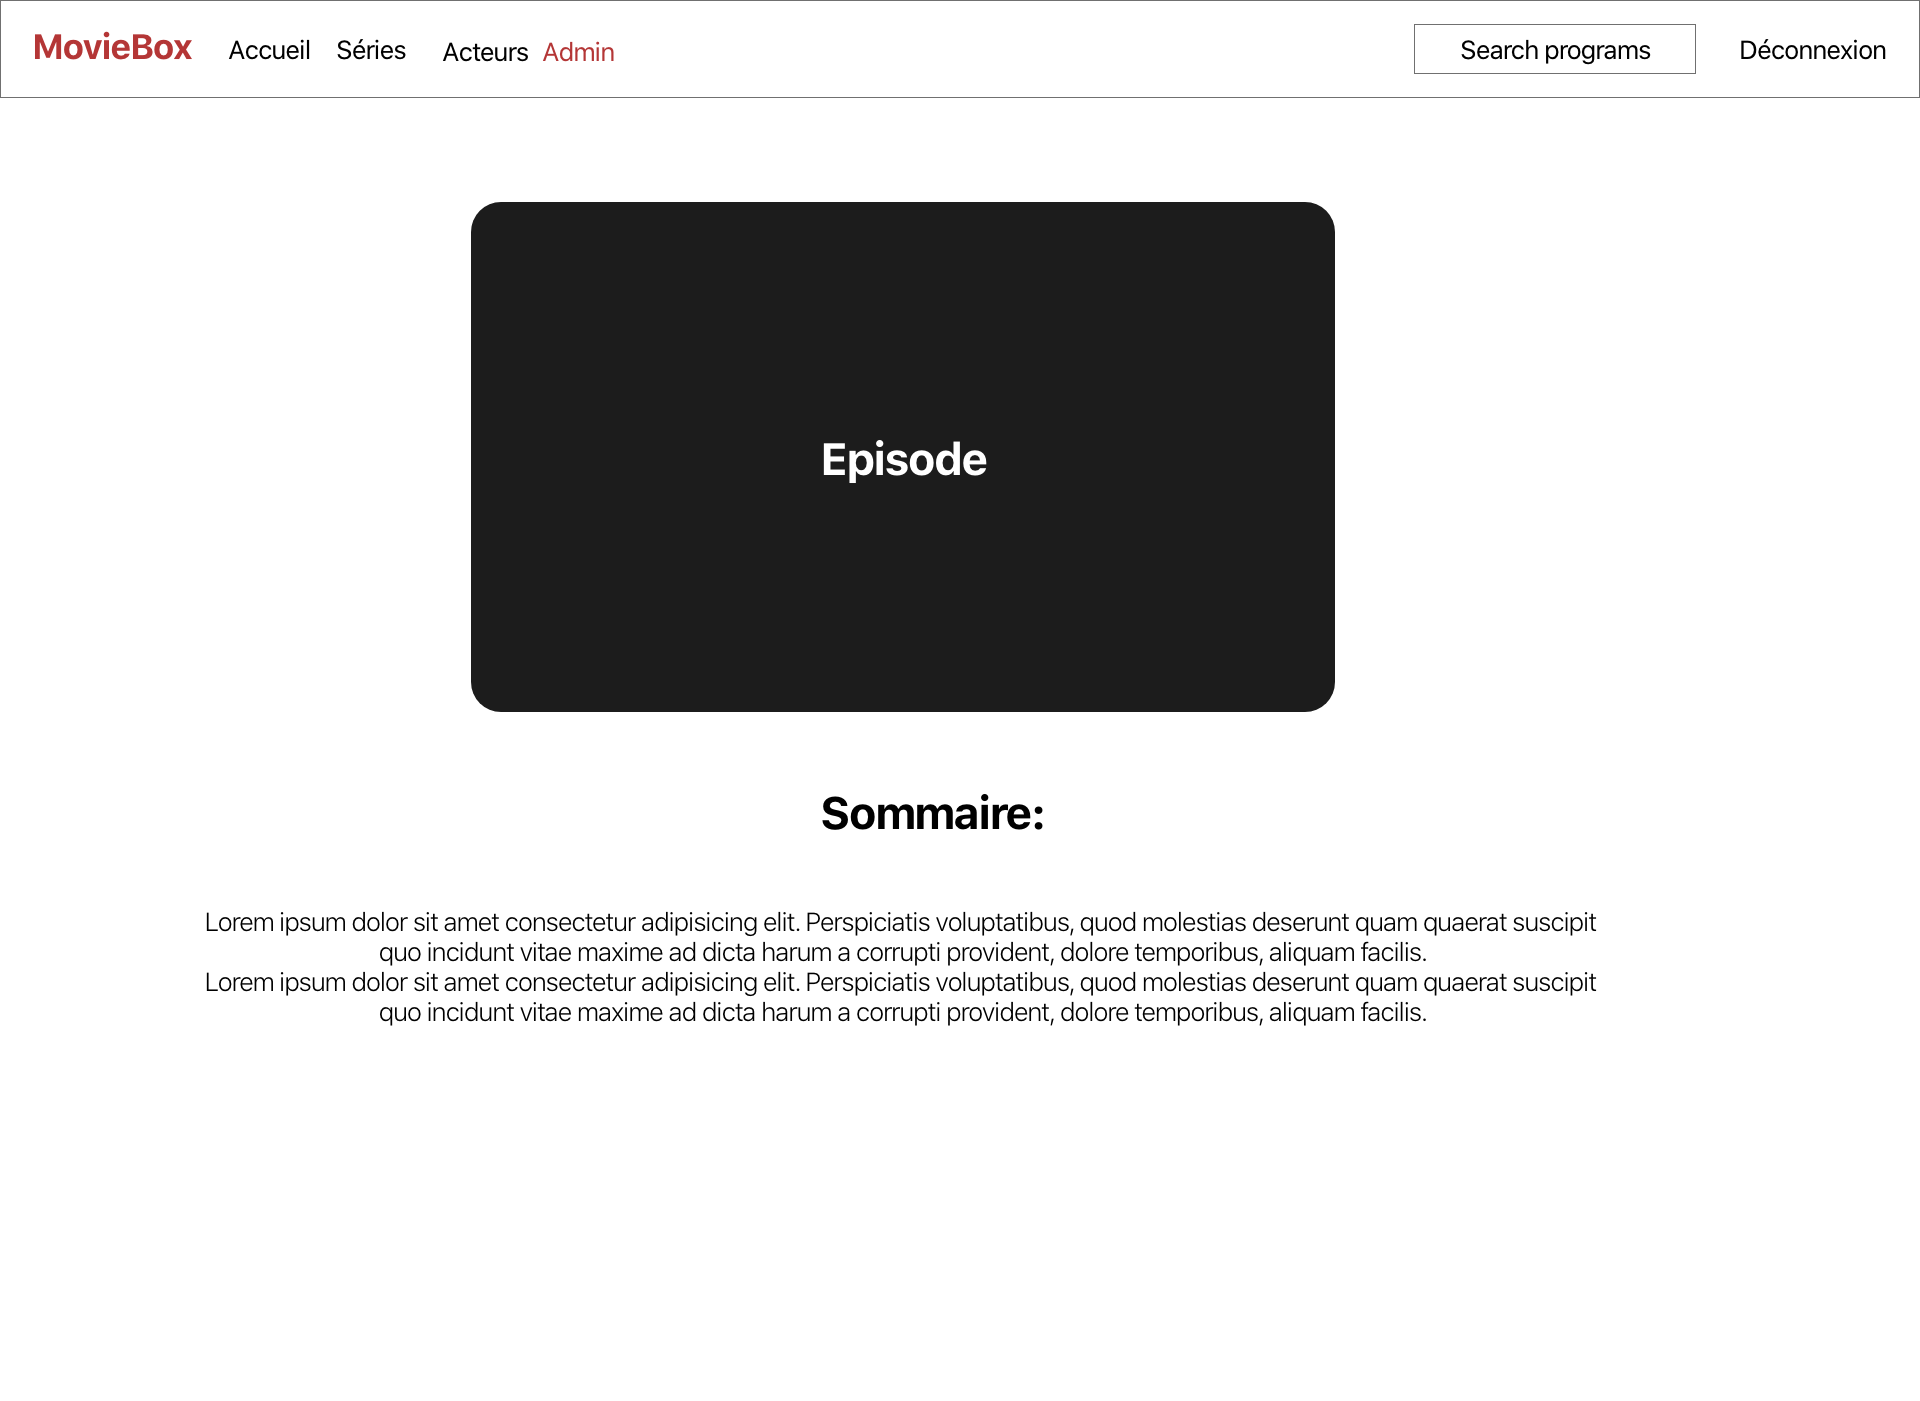 MovieBox Accueil Séries Acteurs Admin Search programs Déconnexion
Episode
Sommaire:
Lorem ipsum dolor sit amet consectetur adipisicing elit. Perspiciatis voluptatibus, quod molestias deserunt quam quaerat suscipit
quo incidunt vitae maxime ad dicta harum a corrupti provident, dolore temporibus, aliquam facilis.
Lorem ipsum dolor sit amet consectetur adipisicing elit. Perspiciatis voluptatibus, quod molestias deserunt quam quaerat suscipit
quo incidunt vitae maxime ad dicta harum a corrupti provident, dolore temporibus, aliquam facilis.